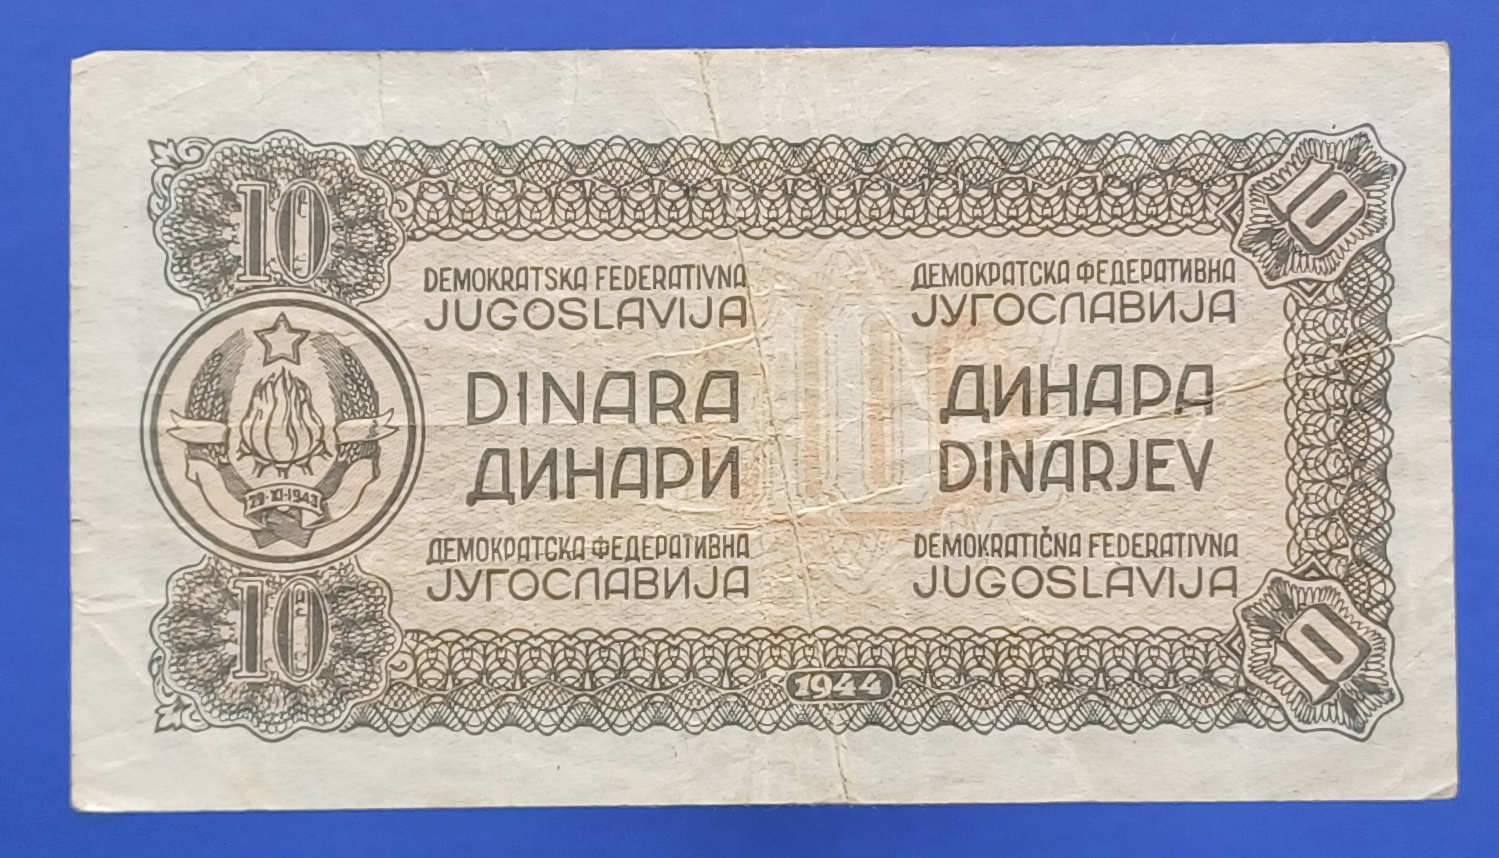 10
10
DEMOKRATSKA FEDERATIVNA
JUGOSLAVIJA
ДЕМОКРАТСКА ФЕДЕРАТИВНА
ЈУГОСЛАВИЈА
10
DINARA
ДИНАРИ
ДИНАРА
DINARJEV
29·XI·1943
ДЕМОКРАТСКА ФЕДЕРАТИВНА
ЈУГОСЛАВИЈА
DEMOKRATIČNA FEDERATIVNA
JUGOSLAVIJA
10
10
1944